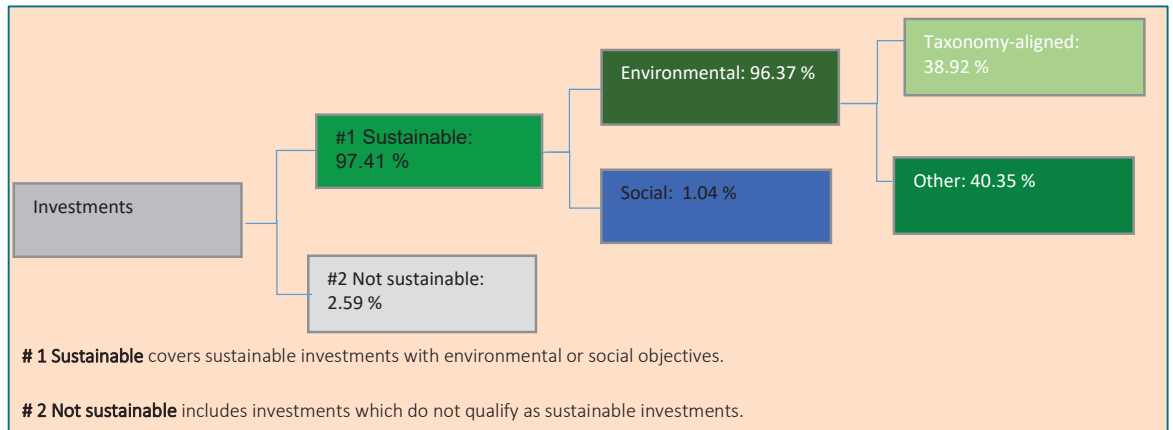 Investments
#1 Sustainable:
97.41 %
#2 Not sustainable:
2.59 %
Environmental: 96.37 %
Social: 1.04 %
Taxonomy-aligned:
38.92 %
Other: 40.35 %
# 1 Sustainable covers sustainable investments with environmental or social objectives.
# 2 Not sustainable includes investments which do not qualify as sustainable investments.